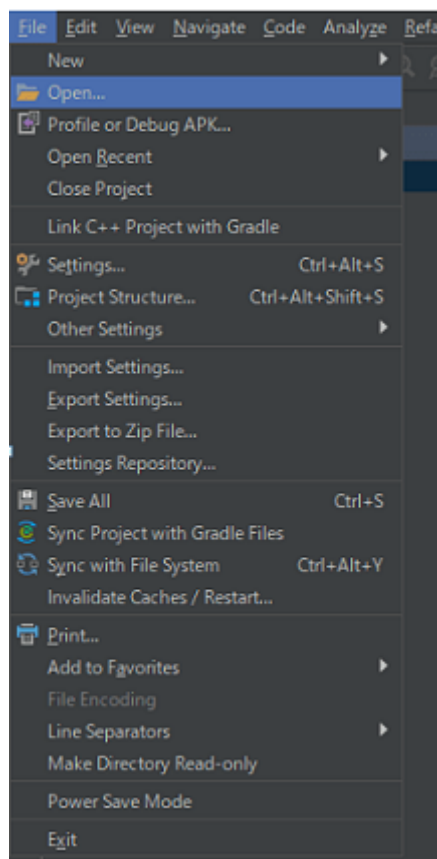 File Edit View Navigate Code Analyze Refa
New
Open...
Profile or Debug APK...
Open Recent
Close Project
Link C++ Project with Gradle
Settings... Ctrl+Alt+S
Project Structure... Ctrl+Alt+Shift+S
Other Settings
Import Settings...
Export Settings...
Export to Zip File...
Settings Repository...
Save All Ctrl+S
Sync Project with Gradle Files
Sync with File System Ctrl+Alt+Y
Invalidate Caches / Restart...
Print...
Add to Favorites
File Encoding
Line Separators
Make Directory Read-only
Power Save Mode
Exit